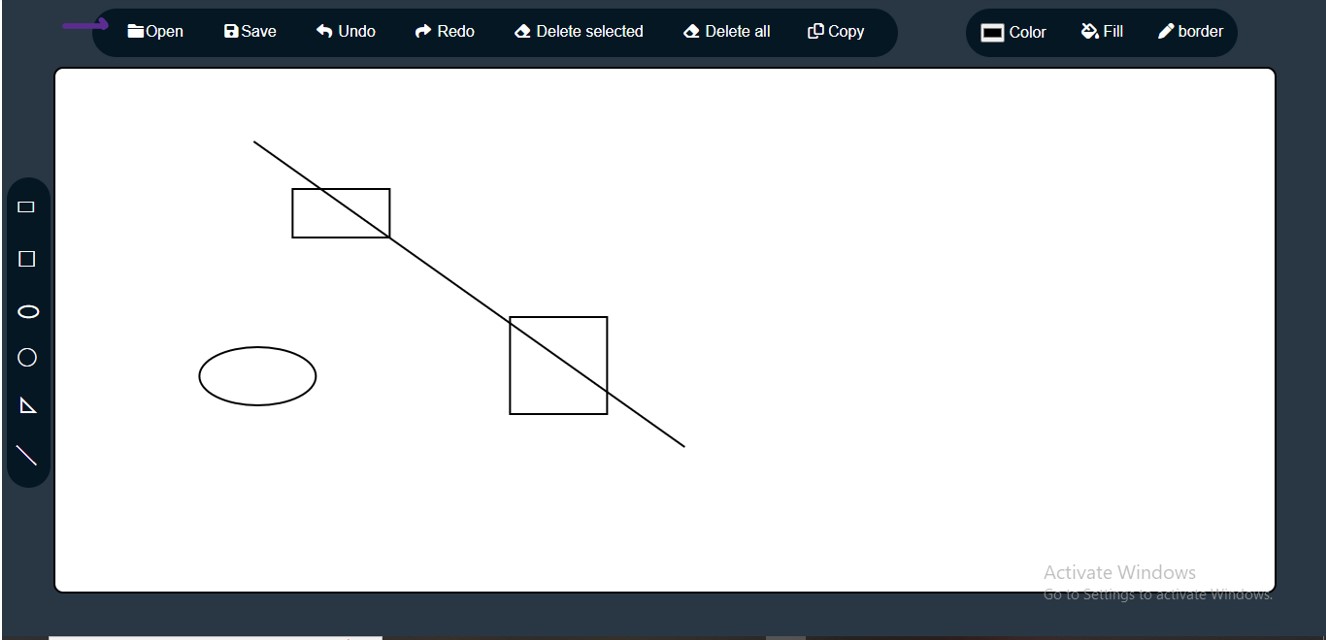 Open Save Undo Redo Delete selected Delete all Copy Color Fill border
Activate Windows
Go to Settings to activate Windows.